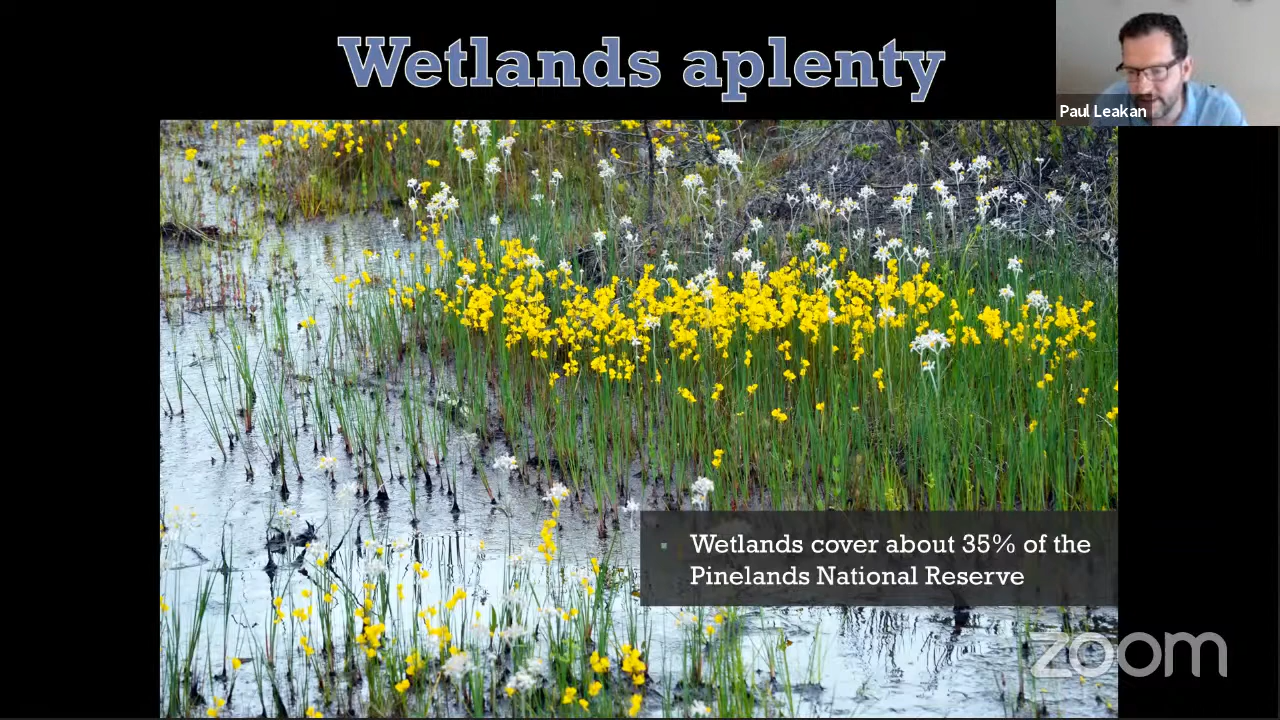 Wetlands aplenty
Paul Leakan
Wetlands cover about 35% of the
Pinelands National Reserve
zoom